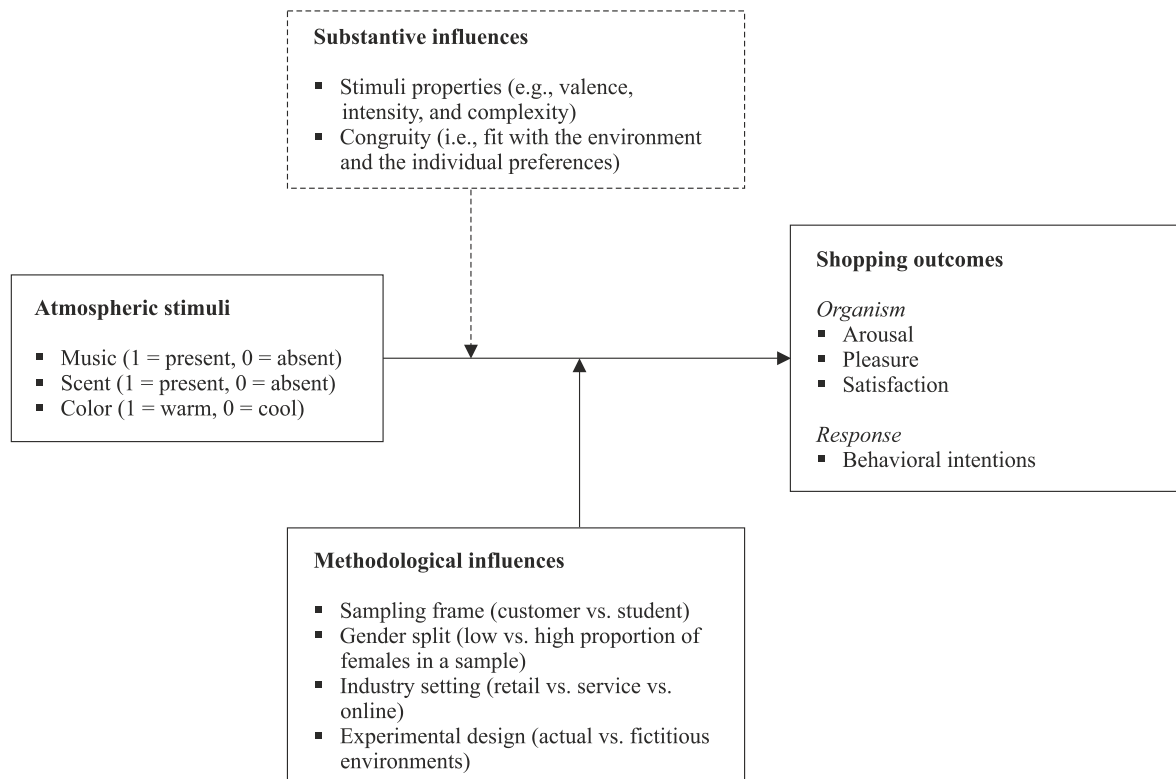 Substantive influences
▪ Stimuli properties (e.g., valence,
intensity, and complexity)
▪ Congruity (i.e., fit with the environment
and the individual preferences)
Atmospheric stimuli
▪ Music (1 = present, 0 = absent)
▪ Scent (1 = present, 0 = absent)
▪ Color (1 = warm, 0 = cool)
Shopping outcomes
Organism
▪ Arousal
▪ Pleasure
▪ Satisfaction
Response
▪ Behavioral intentions
Methodological influences
▪ Sampling frame (customer vs. student)
▪ Gender split (low vs. high proportion of
females in a sample)
▪ Industry setting (retail vs. service vs.
online)
▪ Experimental design (actual vs. fictitious
environments)